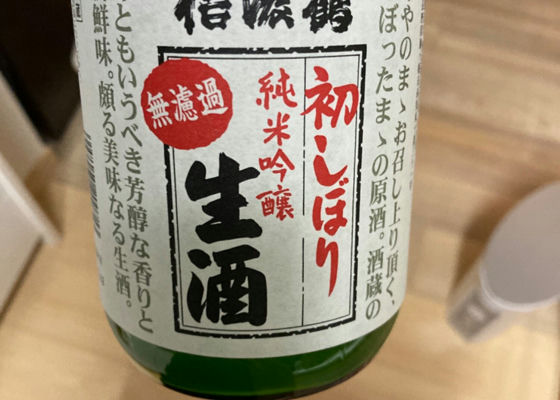 信濃鶴
やのまゝお召し上り頂く、
ぼったまゝの原酒。酒蔵の
初しぼり
純米吟醸
無濾過
生酒
ともいうべき芳醇な香りと
鮮味。頗る美味なる生酒。